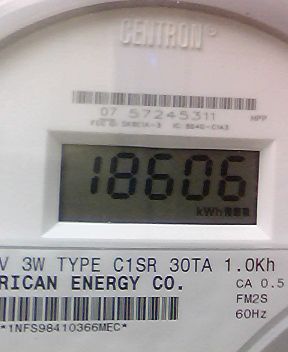 CENTRON®
07 57245311 MPP
18606
kWh
V 3W TYPE C1SR 30TA 1.0Kh
RICAN ENERGY CO. CA 0.5
FM2S
60Hz
*1NFS98410366MEC*